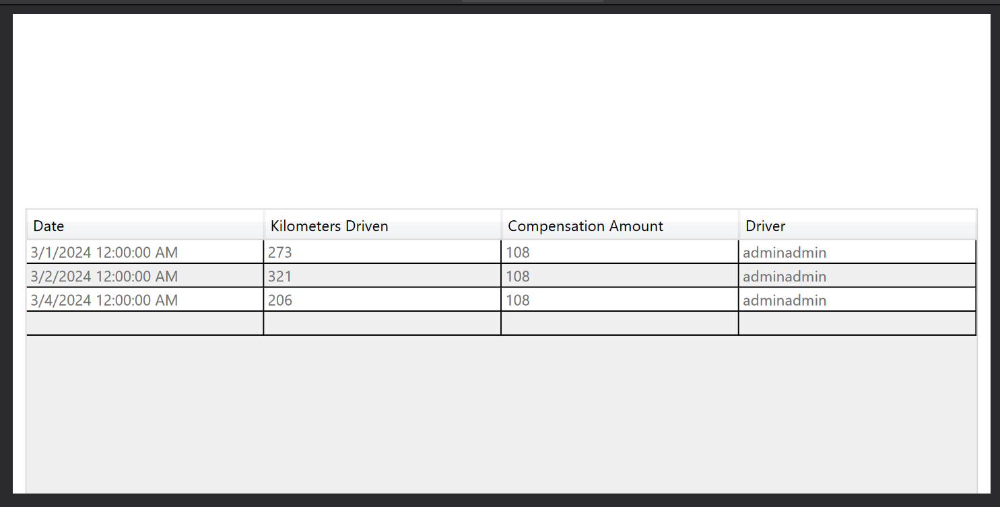 Date Kilometers Driven Compensation Amount Driver
3/1/2024 12:00:00 AM 273 108 adminadmin
3/2/2024 12:00:00 AM 321 108 adminadmin
3/4/2024 12:00:00 AM 206 108 adminadmin